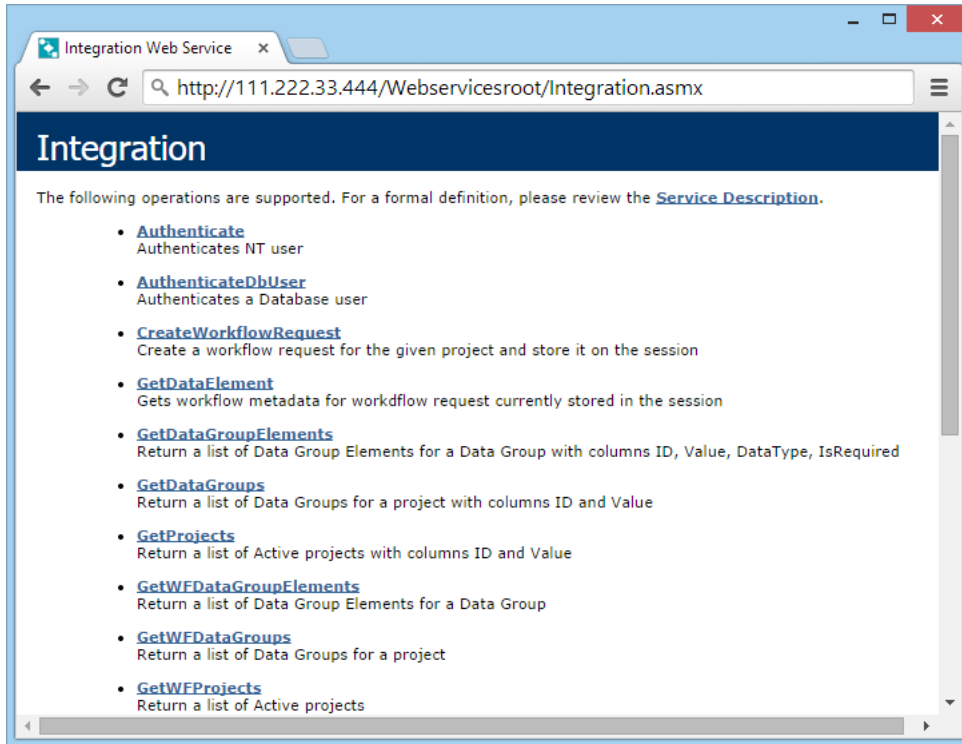 Integration Web Service
http://111.222.33.444/Webservicesroot/Integration.asmx
Integration
The following operations are supported. For a formal definition, please review the Service Description.
Authenticate
Authenticates NT user
AuthenticateDbUser
Authenticates a Database user
CreateWorkflowRequest
Create a workflow request for the given project and store it on the session
GetDataElement
Gets workflow metadata for workdflow request currently stored in the session
GetDataGroupElements
Return a list of Data Group Elements for a Data Group with columns ID, Value, DataType, IsRequired
GetDataGroups
Return a list of Data Groups for a project with columns ID and Value
GetProjects
Return a list of Active projects with columns ID and Value
GetWFDataGroupElements
Return a list of Data Group Elements for a Data Group
GetWFDataGroups
Return a list of Data Groups for a project
GetWFProjects
Return a list of Active projects